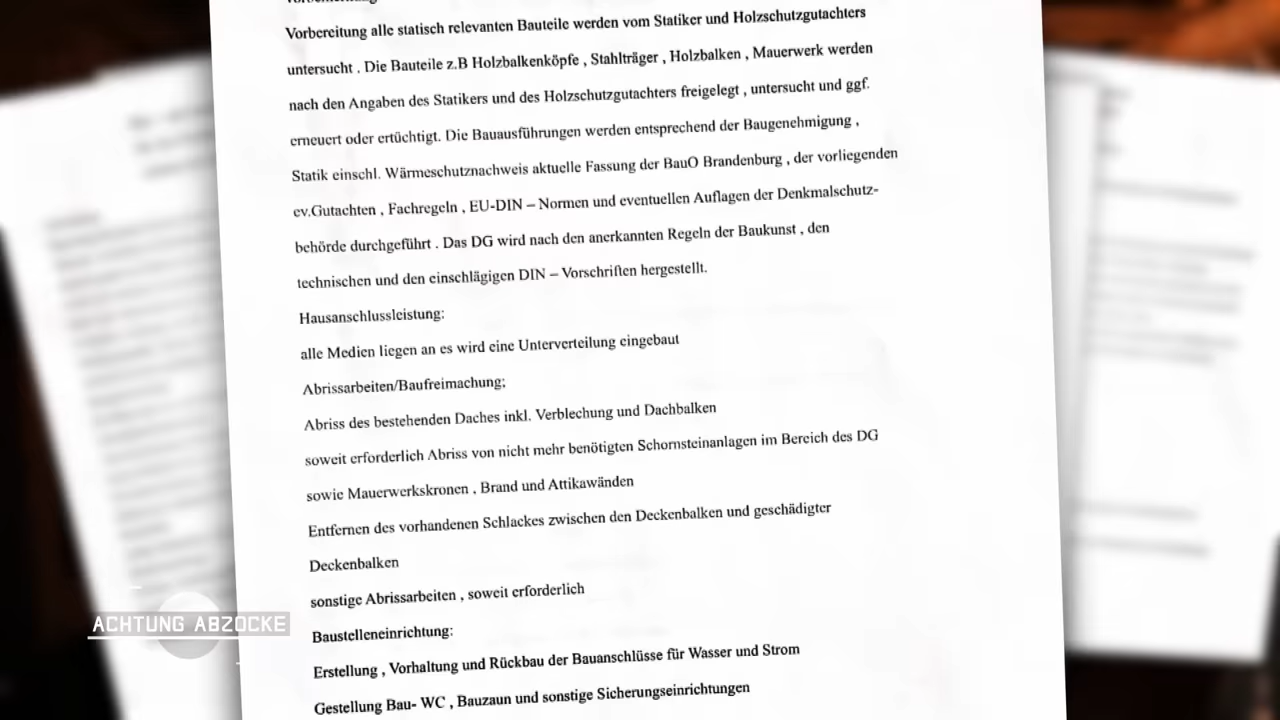 Vorbereitung alle statisch relevanten Bauteile werden vom Statiker und Holzschutzgutachters
untersucht . Die Bauteile z.B Holzbalkenköpfe , Stahlträger , Holzbalken , Mauerwerk werden
nach den Angaben des Statikers und des Holzschutzgutachters freigelegt , untersucht und ggf.
erneuert oder ertüchtigt. Die Bauausführungen werden entsprechend der Baugenehmigung ,
Statik einschl. Wärmeschutznachweis aktuelle Fassung der BauO Brandenburg , der vorliegenden
ev.Gutachten , Fachregeln , EU-DIN – Normen und eventuellen Auflagen der Denkmalschutz-
behörde durchgeführt . Das DG wird nach den anerkannten Regeln der Baukunst , den
technischen und den einschlägigen DIN – Vorschriften hergestellt.
Hausanschlussleistung:
alle Medien liegen an es wird eine Unterverteilung eingebaut
Abrissarbeiten/Baufreimachung;
Abriss des bestehenden Daches inkl. Verblechung und Dachbalken
soweit erforderlich Abriss von nicht mehr benötigten Schornsteinanlagen im Bereich des DG
sowie Mauerwerkskronen , Brand und Attikawänden
Entfernen des vorhandenen Schlackes zwischen den Deckenbalken und geschädigter
Deckenbalken
sonstige Abrissarbeiten , soweit erforderlich
Baustelleneinrichtung:
Erstellung , Vorhaltung und Rückbau der Bauanschlüsse für Wasser und Strom
Gestellung Bau- WC , Bauzaun und sonstige Sicherungseinrichtungen
ACHTUNG ABZOCKE